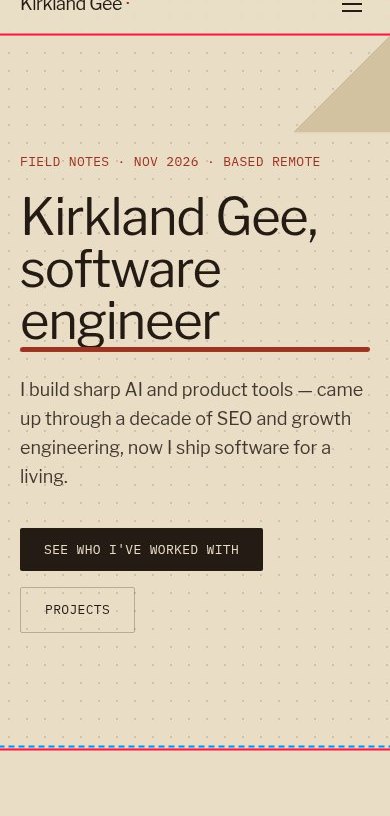 Kirkland Gee ·
FIELD NOTES · NOV 2026 · BASED REMOTE
Kirkland Gee,
software
engineer
I build sharp AI and product tools — came
up through a decade of SEO and growth
engineering, now I ship software for a
living.
SEE WHO I'VE WORKED WITH
PROJECTS